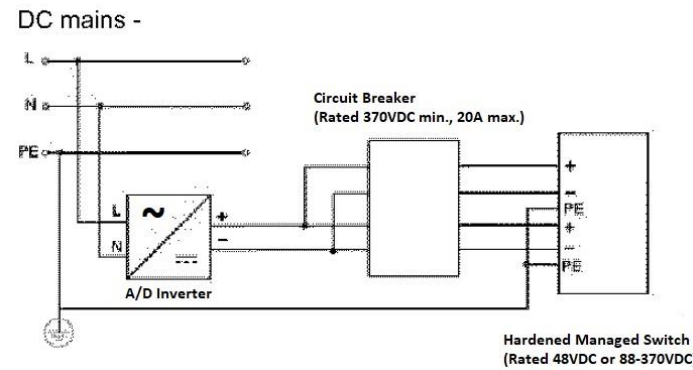 DC mains -
L
N
PE
Circuit Breaker
(Rated 370VDC min., 20A max.)
L
N
+
−
A/D Inverter
+
−
PE
+
−
PE
Hardened Managed Switch
(Rated 48VDC or 88-370VDC